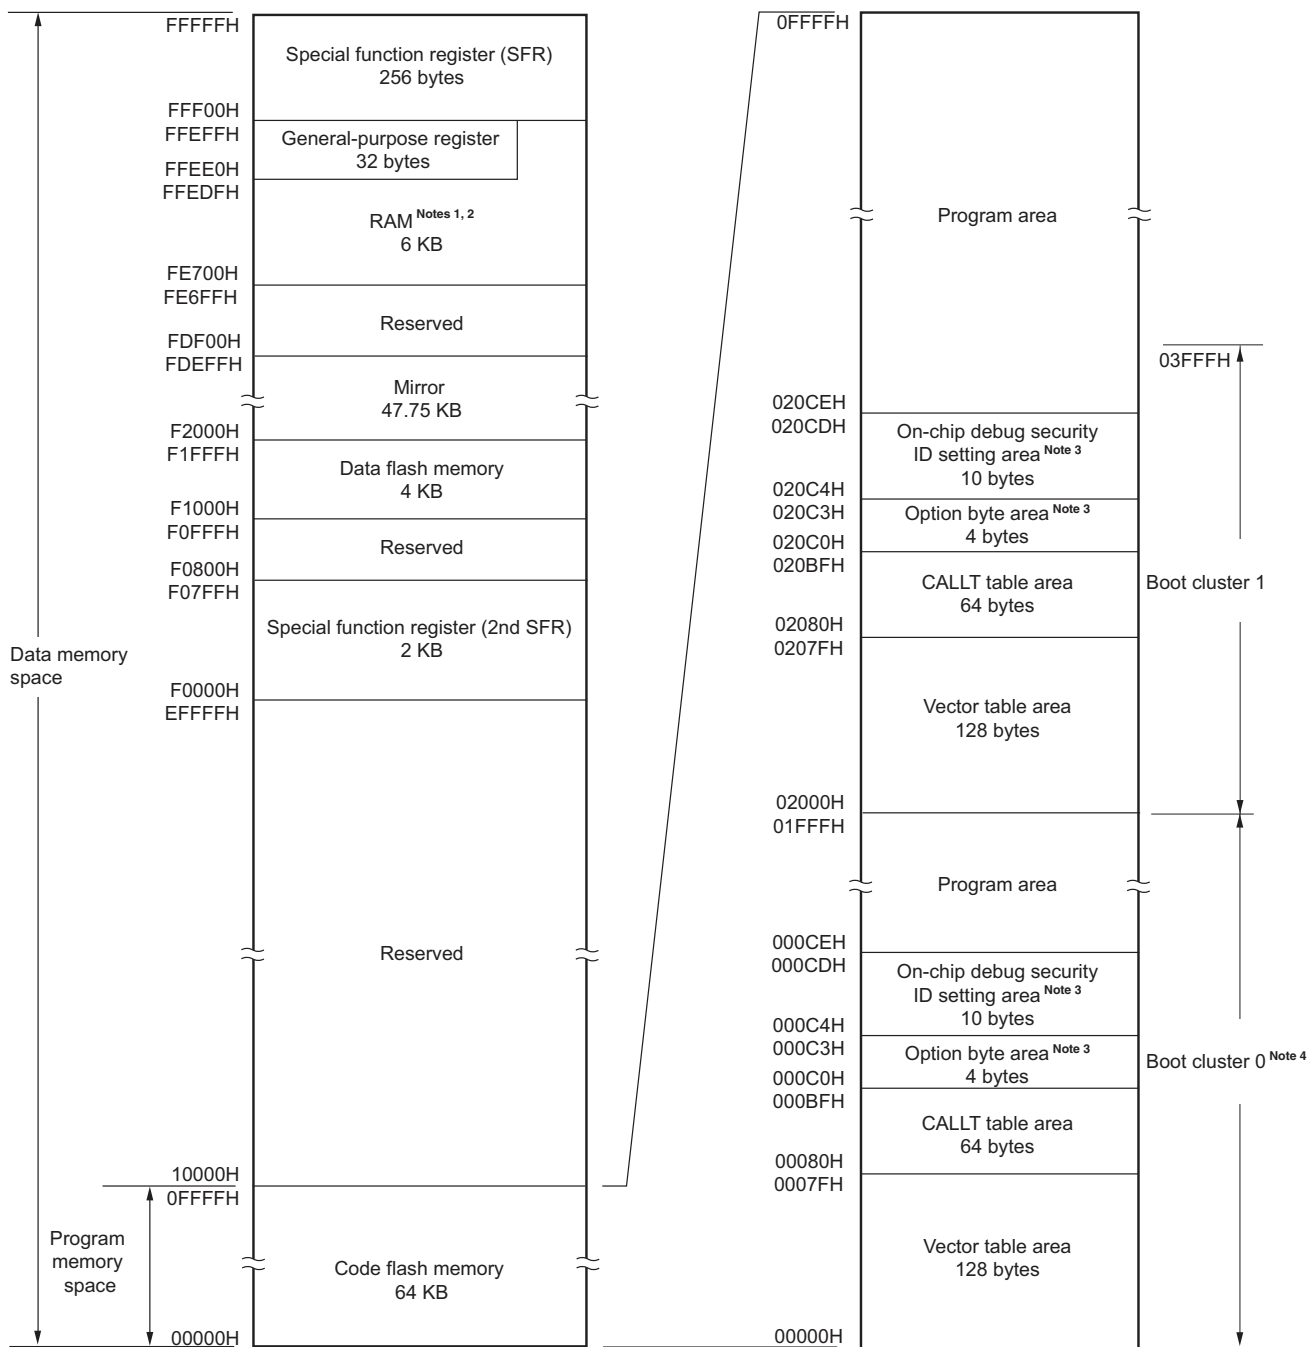 FFFFFH
Special function register (SFR)
256 bytes
FFF00H
FFEFFH
General-purpose register
32 bytes
FFEE0H
FFEDFH
RAM Notes 1, 2
6 KB
FE700H
FE6FFH
Reserved
FDF00H
FDEFFH
Mirror
47.75 KB
F2000H
F1FFFH
Data flash memory
4 KB
F1000H
F0FFFH
Reserved
F0800H
F07FFH
Special function register (2nd SFR)
2 KB
Data memory
space
F0000H
EFFFFH
Reserved
10000H
0FFFFH
Program
memory
space
Code flash memory
64 KB
00000H
0FFFFH
Program area
03FFFH
020CEH
020CDH
On-chip debug security
ID setting area Note 3
10 bytes
020C4H
020C3H
Option byte area Note 3
4 bytes
020C0H
020BFH
CALLT table area
64 bytes
Boot cluster 1
02080H
0207FH
Vector table area
128 bytes
02000H
01FFFH
Program area
000CEH
000CDH
On-chip debug security
ID setting area Note 3
10 bytes
000C4H
000C3H
Option byte area Note 3
4 bytes
Boot cluster 0 Note 4
000C0H
000BFH
CALLT table area
64 bytes
00080H
0007FH
Vector table area
128 bytes
00000H